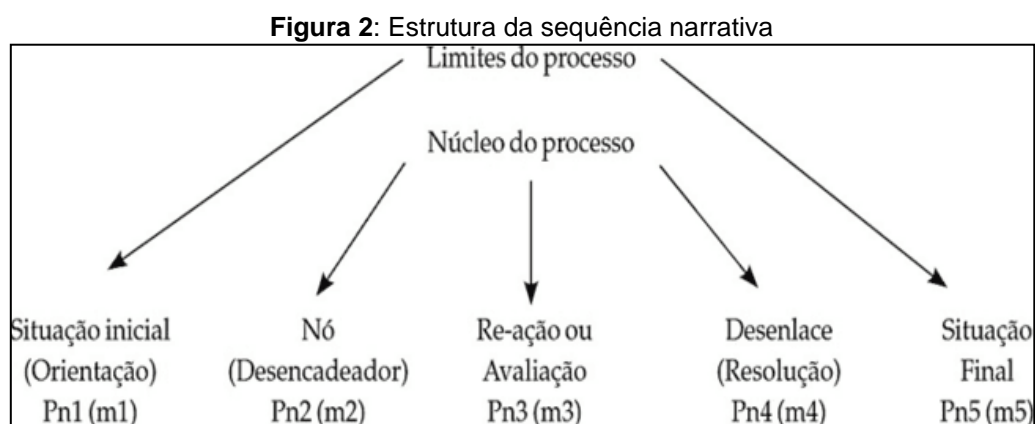 Figura 2: Estrutura da sequência narrativa
Limites do processo
Núcleo do processo
Situação inicial
(Orientação)
Pn1 (m1)
Nó
(Desencadeador)
Pn2 (m2)
Re-ação ou
Avaliação
Pn3 (m3)
Desenlace
(Resolução)
Pn4 (m4)
Situação
Final
Pn5 (m5)